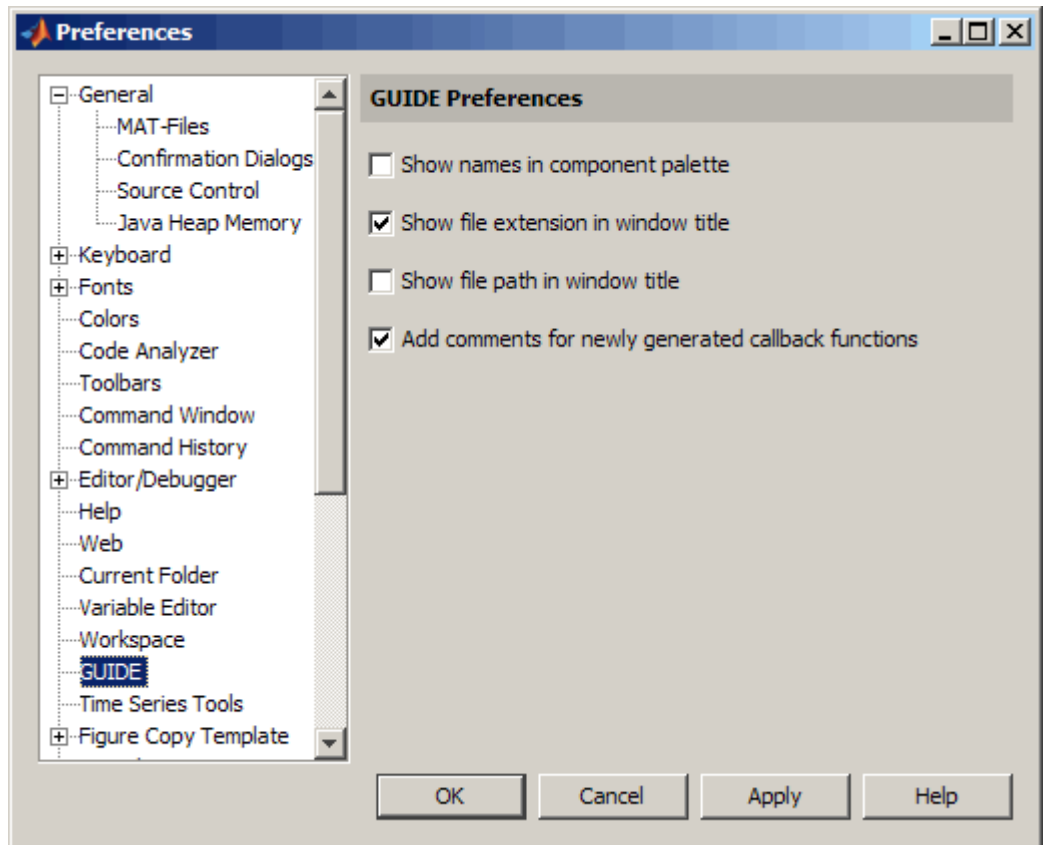 Preferences
General
MAT-Files
Confirmation Dialogs
Source Control
Java Heap Memory
Keyboard
Fonts
Colors
Code Analyzer
Toolbars
Command Window
Command History
Editor/Debugger
Help
Web
Current Folder
Variable Editor
Workspace
GUIDE
Time Series Tools
Figure Copy Template
GUIDE Preferences
Show names in component palette
Show file extension in window title
Show file path in window title
Add comments for newly generated callback functions
OK Cancel Apply Help